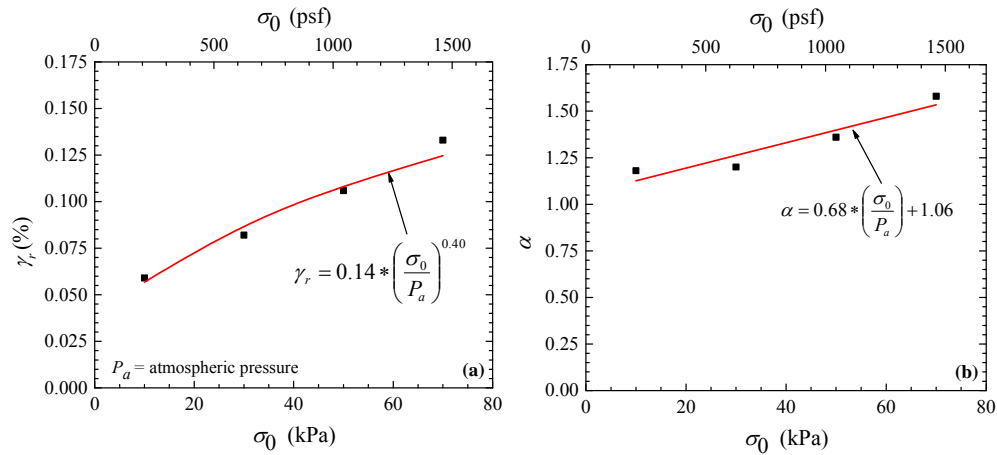 σ₀ (psf)
0 500 1000 1500
0.175
0.150
0.125
0.100
0.075
0.050
0.025
0.000
γᵣ (%)
γᵣ = 0.14 * (σ₀ / Pₐ)^0.40
Pₐ = atmospheric pressure
(a)
0 20 40 60 80
σ₀ (kPa)
σ₀ (psf)
0 500 1000 1500
1.75
1.50
1.25
1.00
0.75
0.50
0.25
0.00
α
α = 0.68 * (σ₀ / Pₐ) + 1.06
(b)
0 20 40 60 80
σ₀ (kPa)